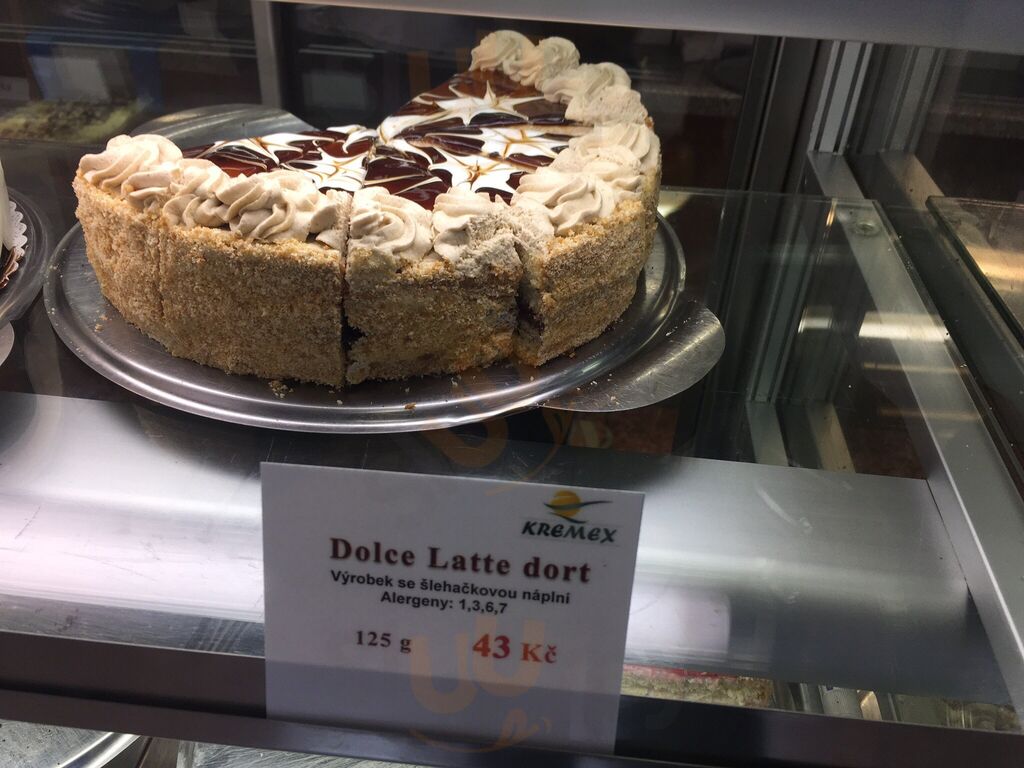 KREMEX
Dolce Latte dort
Výrobek se šlehačkovou náplní
Alergeny: 1,3,6,7
125 g 43 Kč